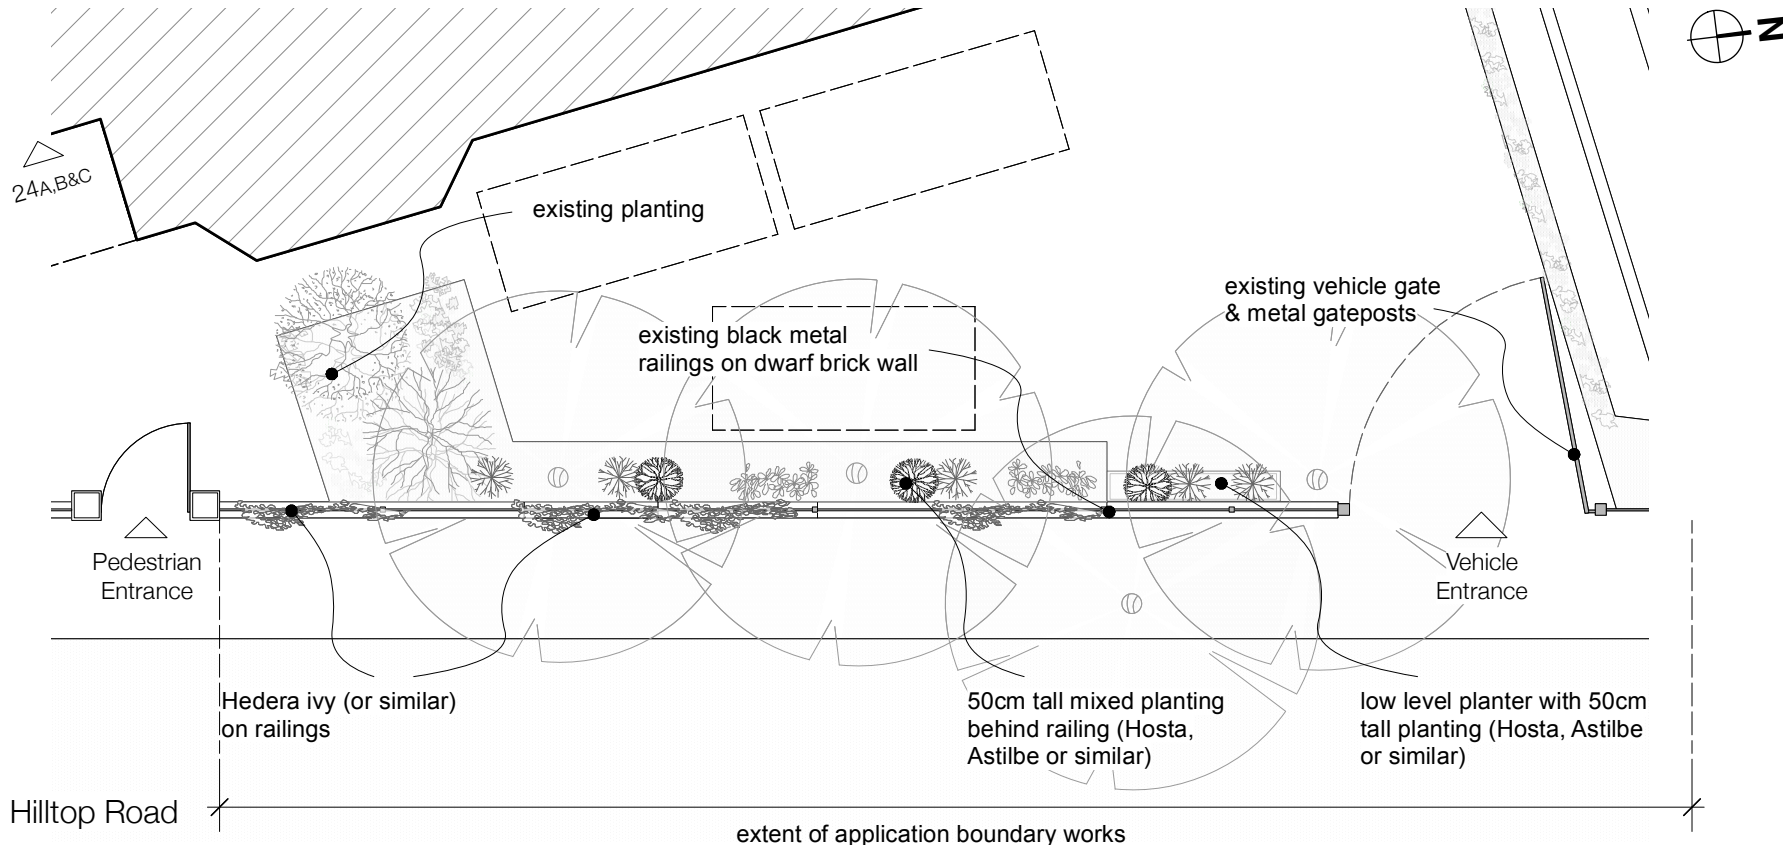 N
24A,B&C
existing planting
existing vehicle gate
& metal gateposts
existing black metal
railings on dwarf brick wall
Pedestrian
Entrance
Vehicle
Entrance
Hedera ivy (or similar)
on railings
50cm tall mixed planting
behind railing (Hosta,
Astilbe or similar)
low level planter with 50cm
tall planting (Hosta, Astilbe
or similar)
Hilltop Road
extent of application boundary works